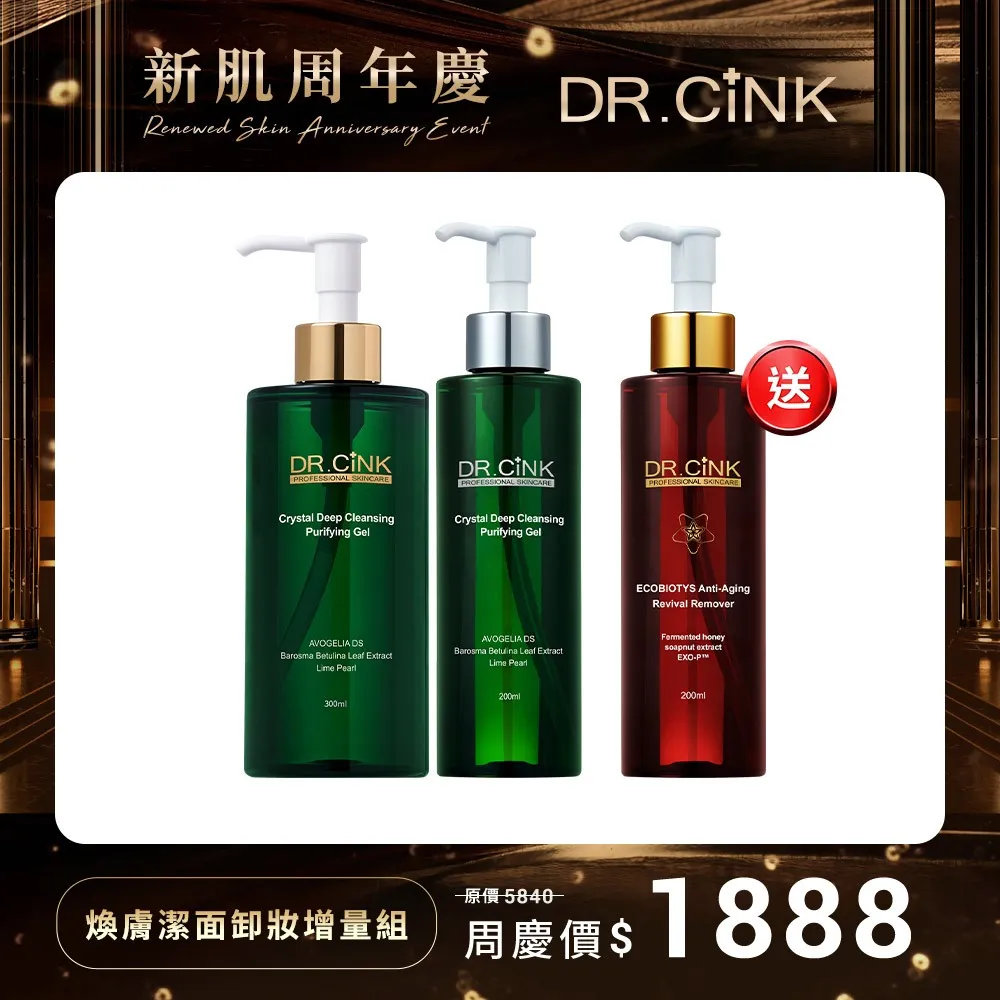 新肌周年慶
Renewed Skin Anniversary Event
DR.CiNK
DR.CiNK
PROFESSIONAL SKINCARE
Crystal Deep Cleansing
Purifying Gel
AVOGELIA DS
Barosma Betulina Leaf Extract
Lime Pearl
300ml
DR.CiNK
PROFESSIONAL SKINCARE
Crystal Deep Cleansing
Purifying Gel
AVOGELIA DS
Barosma Betulina Leaf Extract
Lime Pearl
200ml
送
DR.CiNK
PROFESSIONAL SKINCARE
ECOBIOTYS Anti-Aging
Revival Remover
Fermented honey
soapnut extract
EXO-P™
200ml
煥膚潔面卸妝增量組
原價5840
周慶價$1888